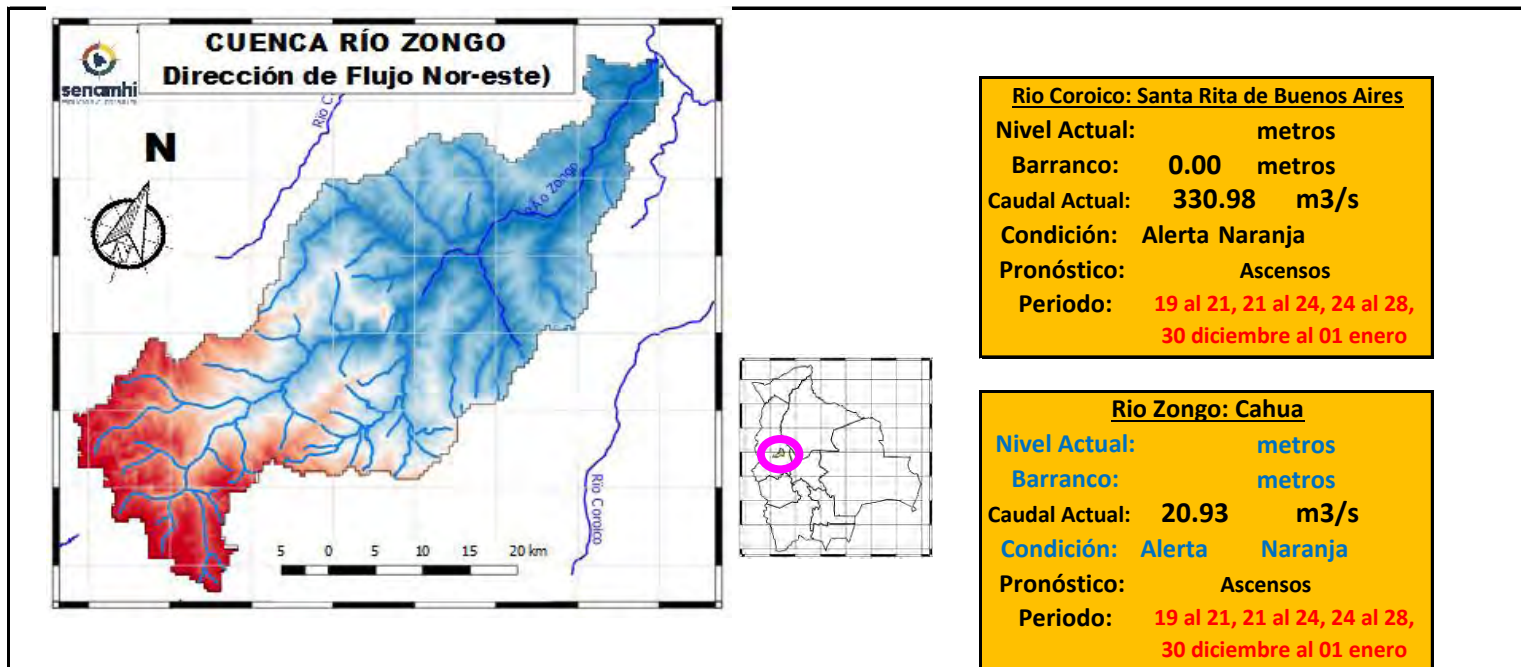 CUENCA RÍO ZONGO
Dirección de Flujo Nor-este)
senamhi
N
Río Zongo
Río Coroico
5 0 5 10 15 20 km
Rio Coroico: Santa Rita de Buenos Aires
Nivel Actual: metros
Barranco: 0.00 metros
Caudal Actual: 330.98 m3/s
Condición: Alerta Naranja
Pronóstico: Ascensos
Periodo: 19 al 21, 21 al 24, 24 al 28,
30 diciembre al 01 enero
Rio Zongo: Cahua
Nivel Actual: metros
Barranco: metros
Caudal Actual: 20.93 m3/s
Condición: Alerta Naranja
Pronóstico: Ascensos
Periodo: 19 al 21, 21 al 24, 24 al 28,
30 diciembre al 01 enero